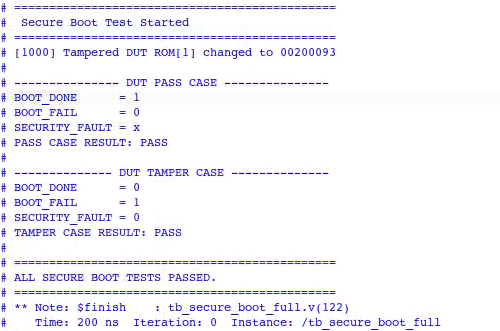 # ==============================================
#  Secure Boot Test Started
# ==============================================
# [1000] Tampered DUT ROM[1] changed to 00200093
#
# --------------- DUT PASS CASE ---------------
# BOOT_DONE      = 1
# BOOT_FAIL      = 0
# SECURITY_FAULT = x
# PASS CASE RESULT: PASS
#
# -------------- DUT TAMPER CASE --------------
# BOOT_DONE      = 0
# BOOT_FAIL      = 1
# SECURITY_FAULT = 0
# TAMPER CASE RESULT: PASS
#
# ==============================================
# ALL SECURE BOOT TESTS PASSED.
# ==============================================
# ** Note: $finish    : tb_secure_boot_full.v(122)
#    Time: 200 ns  Iteration: 0  Instance: /tb_secure_boot_full